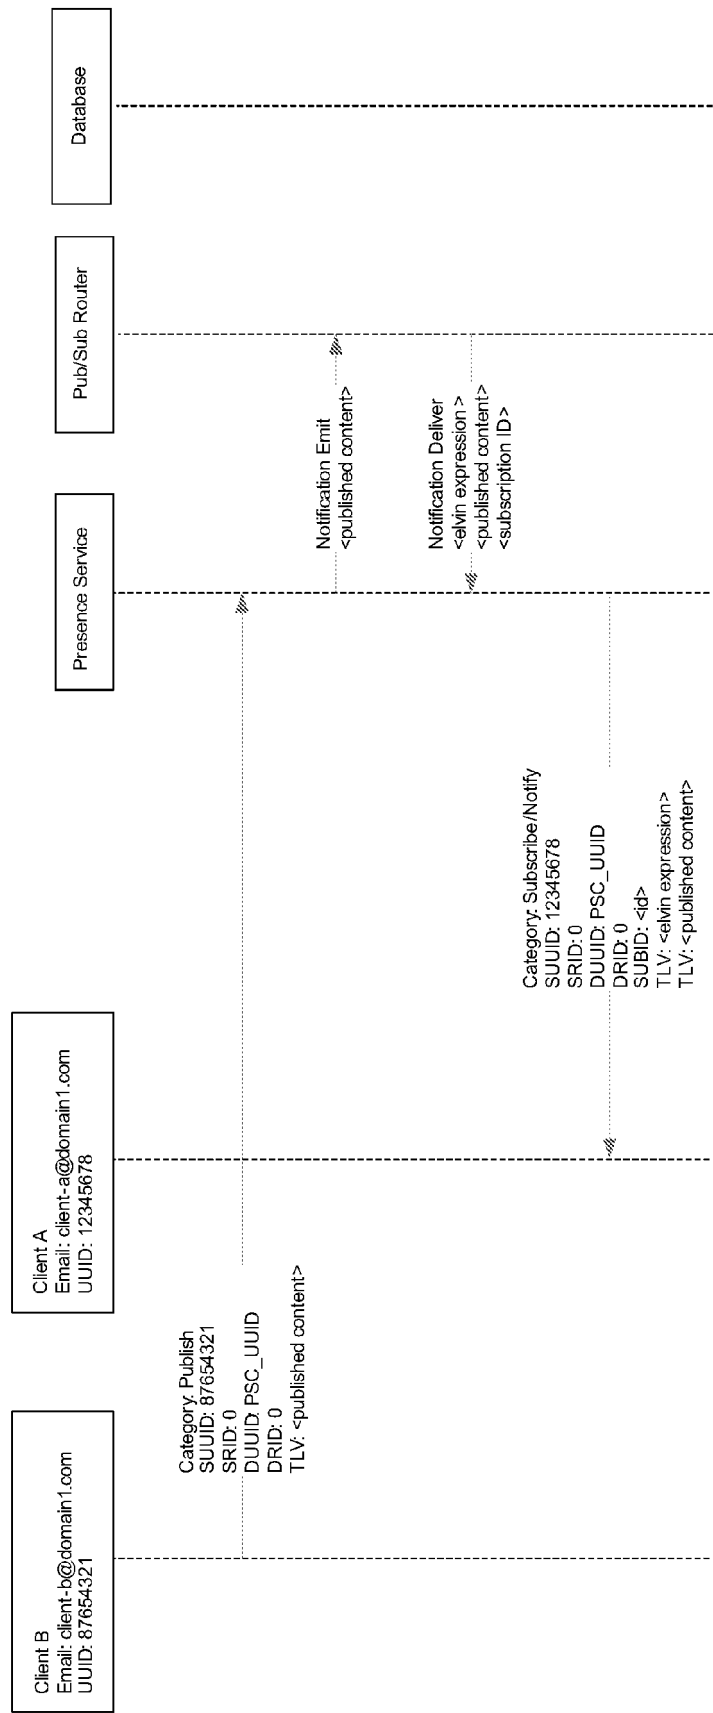 Client B
Email: client-b@domain1.com
UUID: 87654321
Client A
Email: client-a@domain1.com
UUID: 12345678
Presence Service
Pub/Sub Router
Database
Category: Publish
SUUID: 87654321
SRID: 0
DUUID: PSC_UUID
DRID: 0
TLV: <published content>
Notification Emit
<published content>
Notification Deliver
<elvin expression >
<published content>
<subscription ID>
Category: Subscribe/Notify
SUUID: 12345678
SRID: 0
DUUID: PSC_UUID
DRID: 0
SUBID: <id>
TLV: <elvin expression>
TLV: <published content>